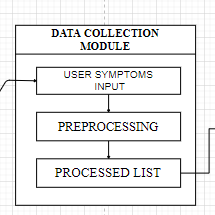 DATA COLLECTION
MODULE
USER SYMPTOMS
INPUT
PREPROCESSING
PROCESSED LIST